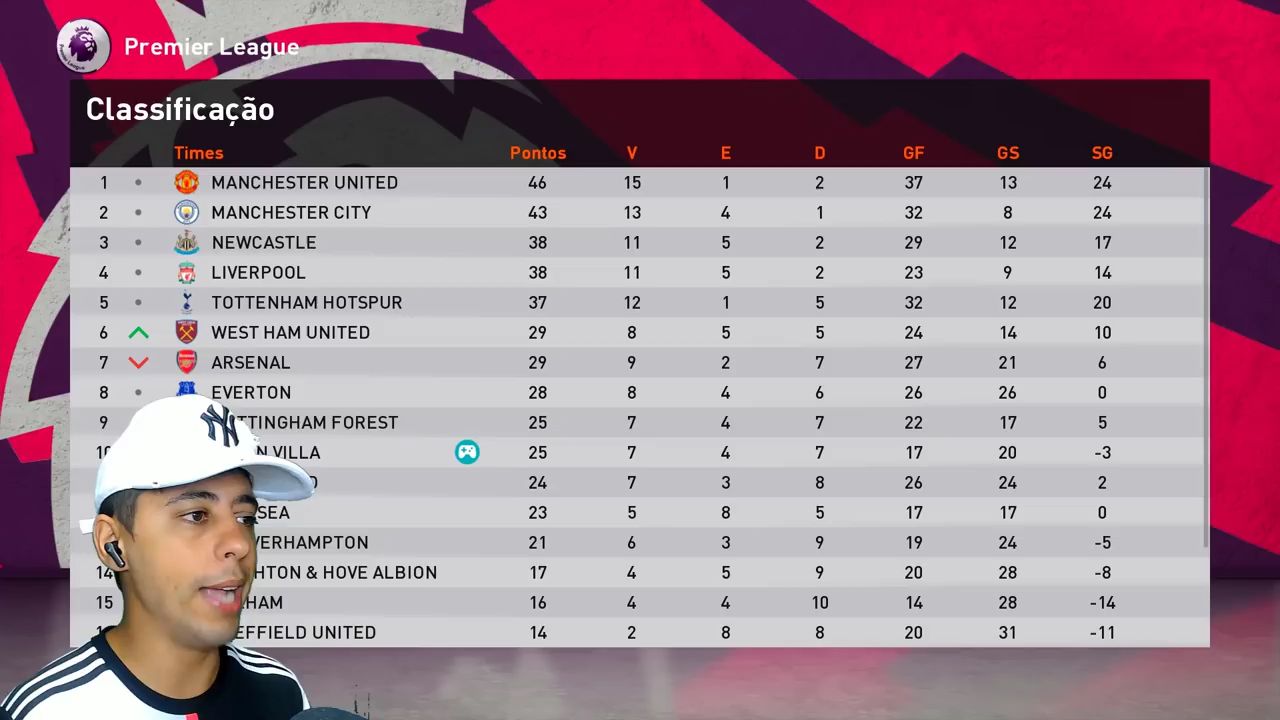 Premier League
Classificação
Times Pontos V E D GF GS SG
1 MANCHESTER UNITED 46 15 1 2 37 13 24
2 MANCHESTER CITY 43 13 4 1 32 8 24
3 NEWCASTLE 38 11 5 2 29 12 17
4 LIVERPOOL 38 11 5 2 23 9 14
5 TOTTENHAM HOTSPUR 37 12 1 5 32 12 20
6 WEST HAM UNITED 29 8 5 5 24 14 10
7 ARSENAL 29 9 2 7 27 21 6
8 EVERTON 28 8 4 6 26 26 0
9 TTINGHAM FOREST 25 7 4 7 22 17 5
10 N VILLA 25 7 4 7 17 20 -3
24 7 3 8 26 24 2
SEA 23 5 8 5 17 17 0
VERHAMPTON 21 6 3 9 19 24 -5
14 HTON & HOVE ALBION 17 4 5 9 20 28 -8
15 HAM 16 4 4 10 14 28 -14
EFFIELD UNITED 14 2 8 8 20 31 -11
NY